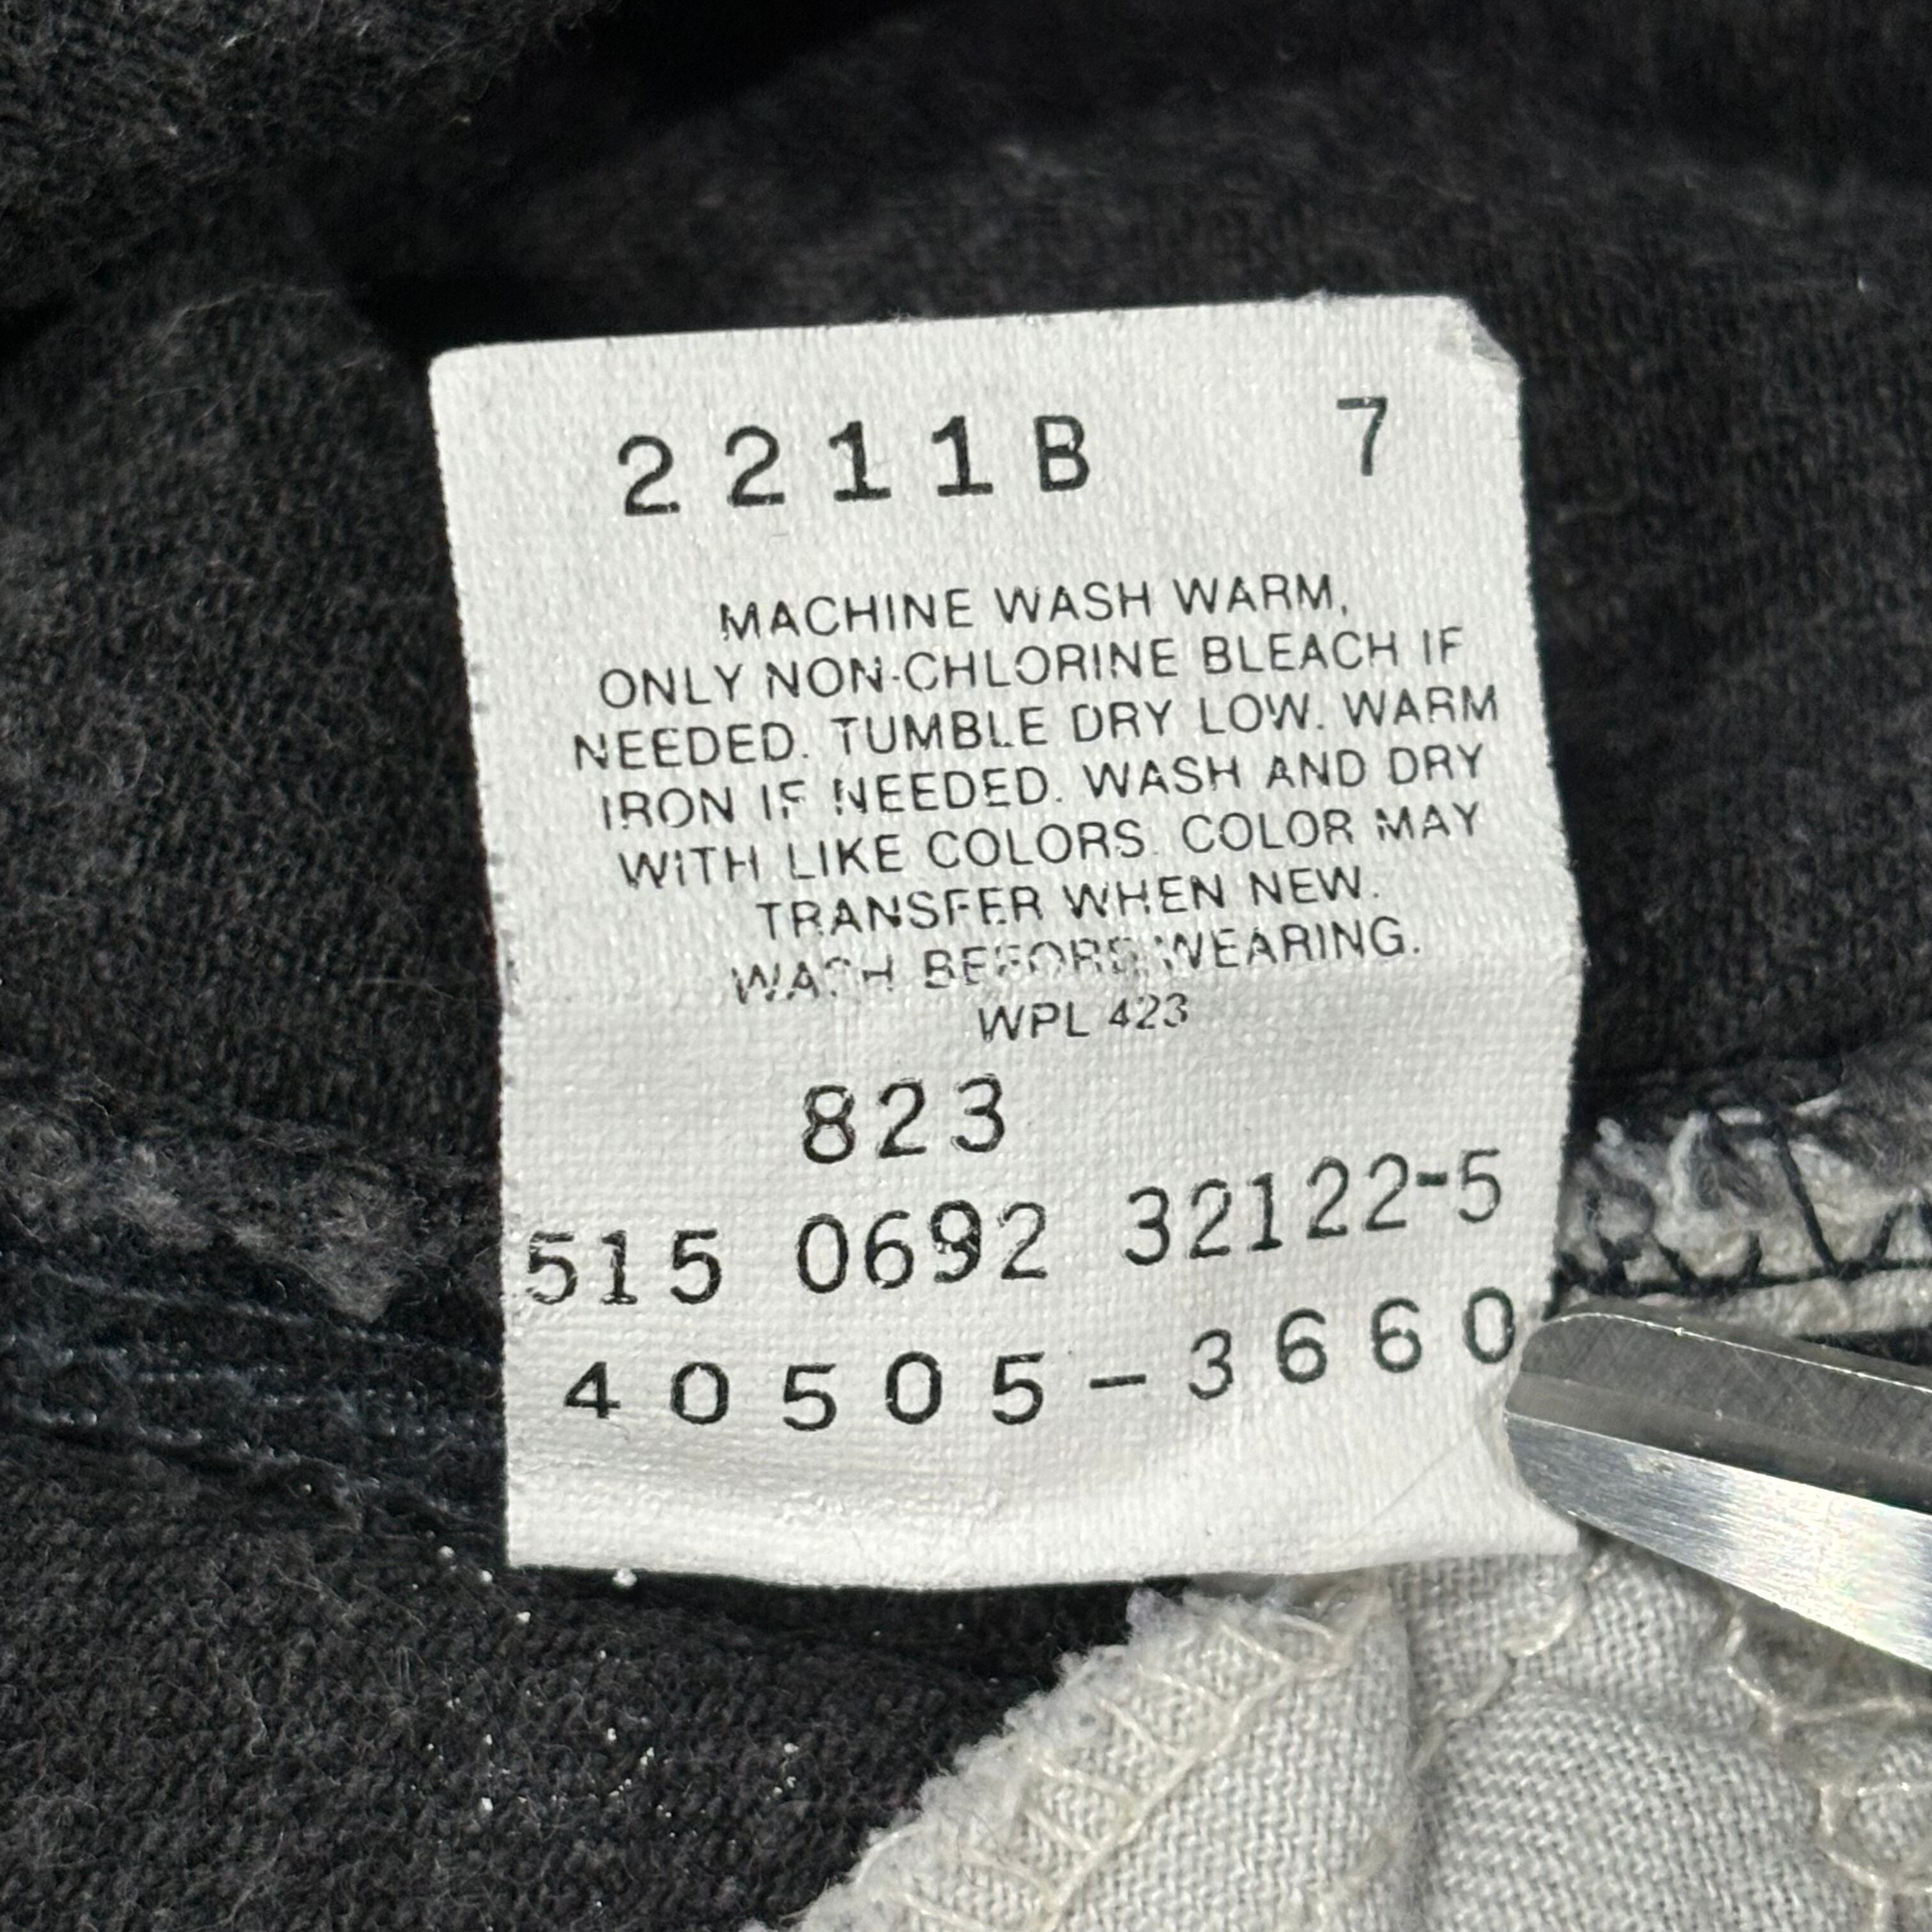 2211B 7
MACHINE WASH WARM,
ONLY NON-CHLORINE BLEACH IF
NEEDED. TUMBLE DRY LOW. WARM
IRON IF NEEDED. WASH AND DRY
WITH LIKE COLORS. COLOR MAY
TRANSFER WHEN NEW.
WASH BEFORE WEARING.
WPL 423
823
515 0692 32122-5
40505-3660